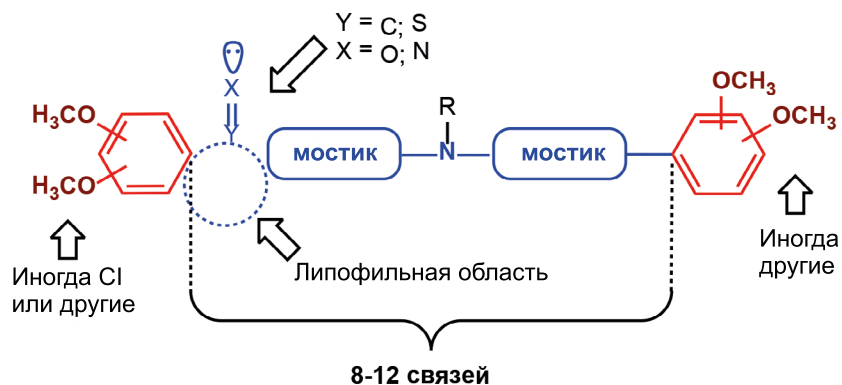 Y = C; S
X = O; N
X
Y
H₃CO
H₃CO
R
N
мостик
мостик
OCH₃
OCH₃
Иногда Cl
или другие
Липофильная область
Иногда
другие
8-12 связей